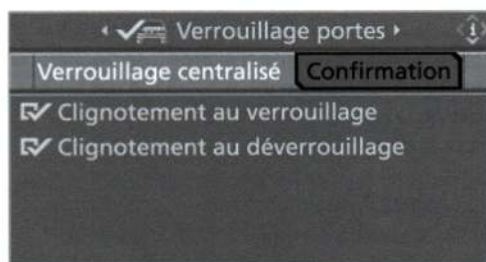 Verrouillage portes
Verrouillage centralisé Confirmation
Clignotement au verrouillage
Clignotement au déverrouillage